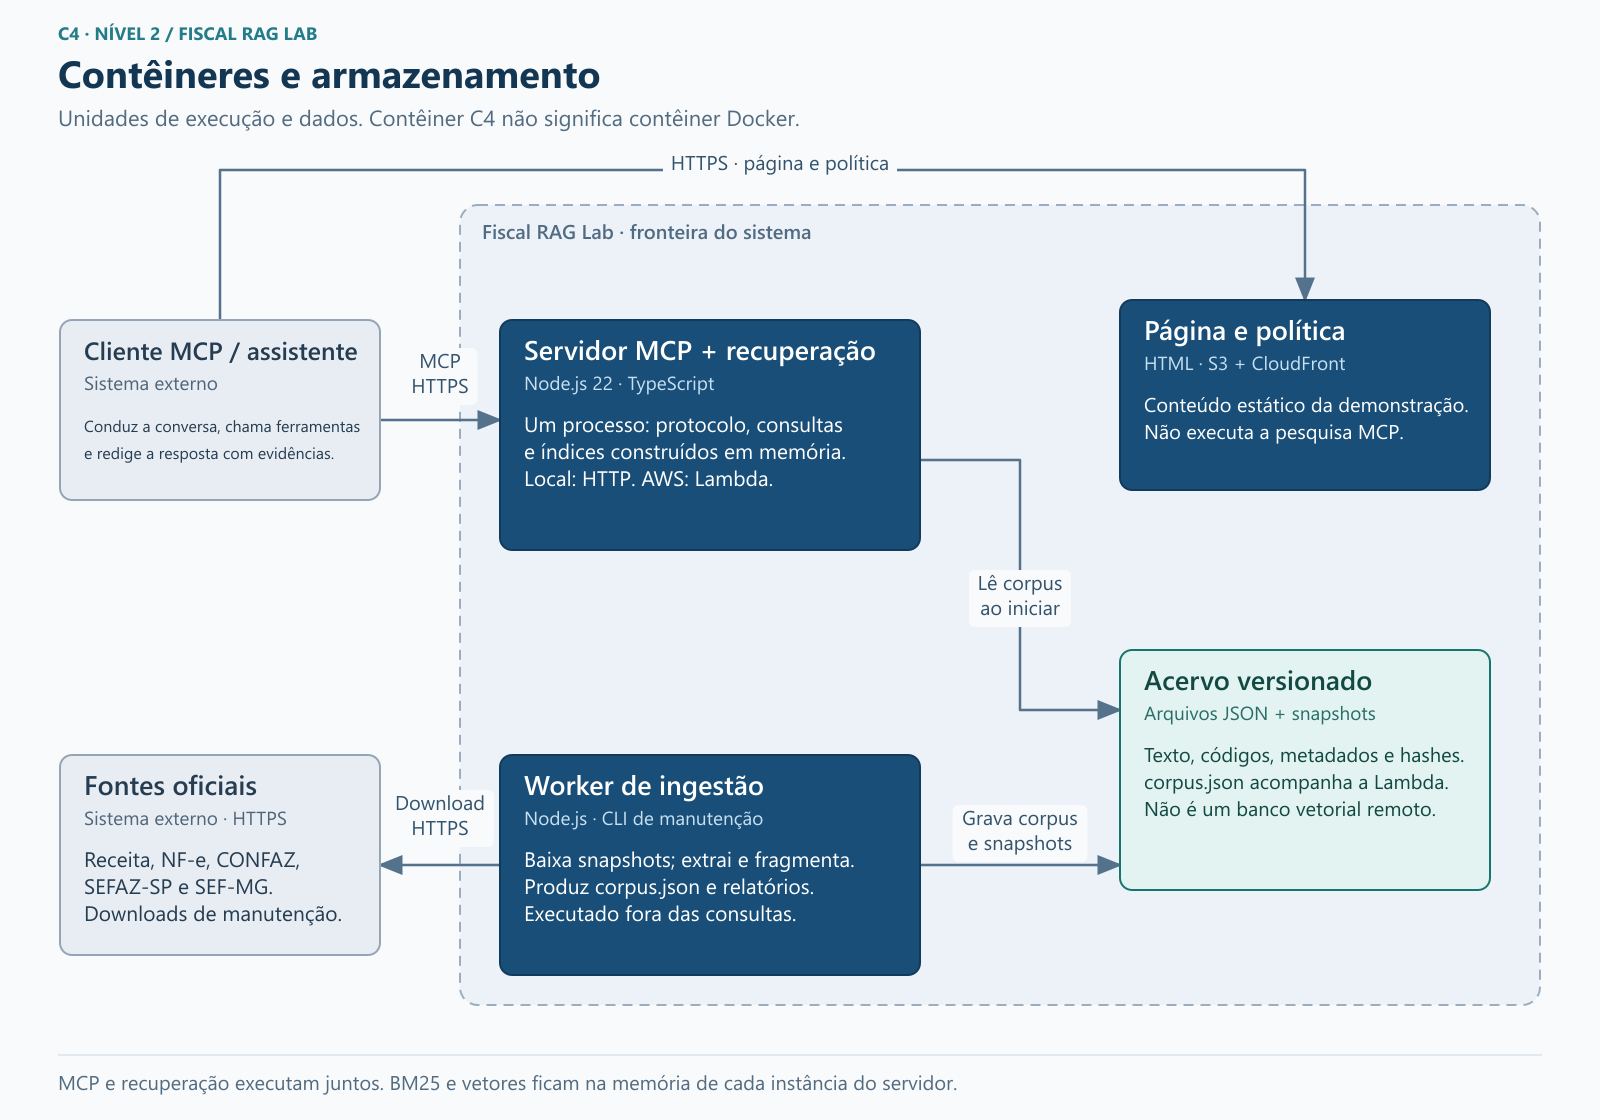 C4 · NÍVEL 2 / FISCAL RAG LAB
Contêineres e armazenamento
Unidades de execução e dados. Contêiner C4 não significa contêiner Docker.
HTTPS · página e política
Fiscal RAG Lab · fronteira do sistema
Cliente MCP / assistente
Sistema externo
Conduz a conversa, chama ferramentas
e redige a resposta com evidências.
MCP
HTTPS
Servidor MCP + recuperação
Node.js 22 · TypeScript
Um processo: protocolo, consultas
e índices construídos em memória.
Local: HTTP. AWS: Lambda.
Página e política
HTML · S3 + CloudFront
Conteúdo estático da demonstração.
Não executa a pesquisa MCP.
Lê corpus
ao iniciar
Acervo versionado
Arquivos JSON + snapshots
Texto, códigos, metadados e hashes.
corpus.json acompanha a Lambda.
Não é um banco vetorial remoto.
Fontes oficiais
Sistema externo · HTTPS
Receita, NF-e, CONFAZ,
SEFAZ-SP e SEF-MG.
Downloads de manutenção.
Download
HTTPS
Worker de ingestão
Node.js · CLI de manutenção
Baixa snapshots; extrai e fragmenta.
Produz corpus.json e relatórios.
Executado fora das consultas.
Grava corpus
e snapshots
MCP e recuperação executam juntos. BM25 e vetores ficam na memória de cada instância do servidor.